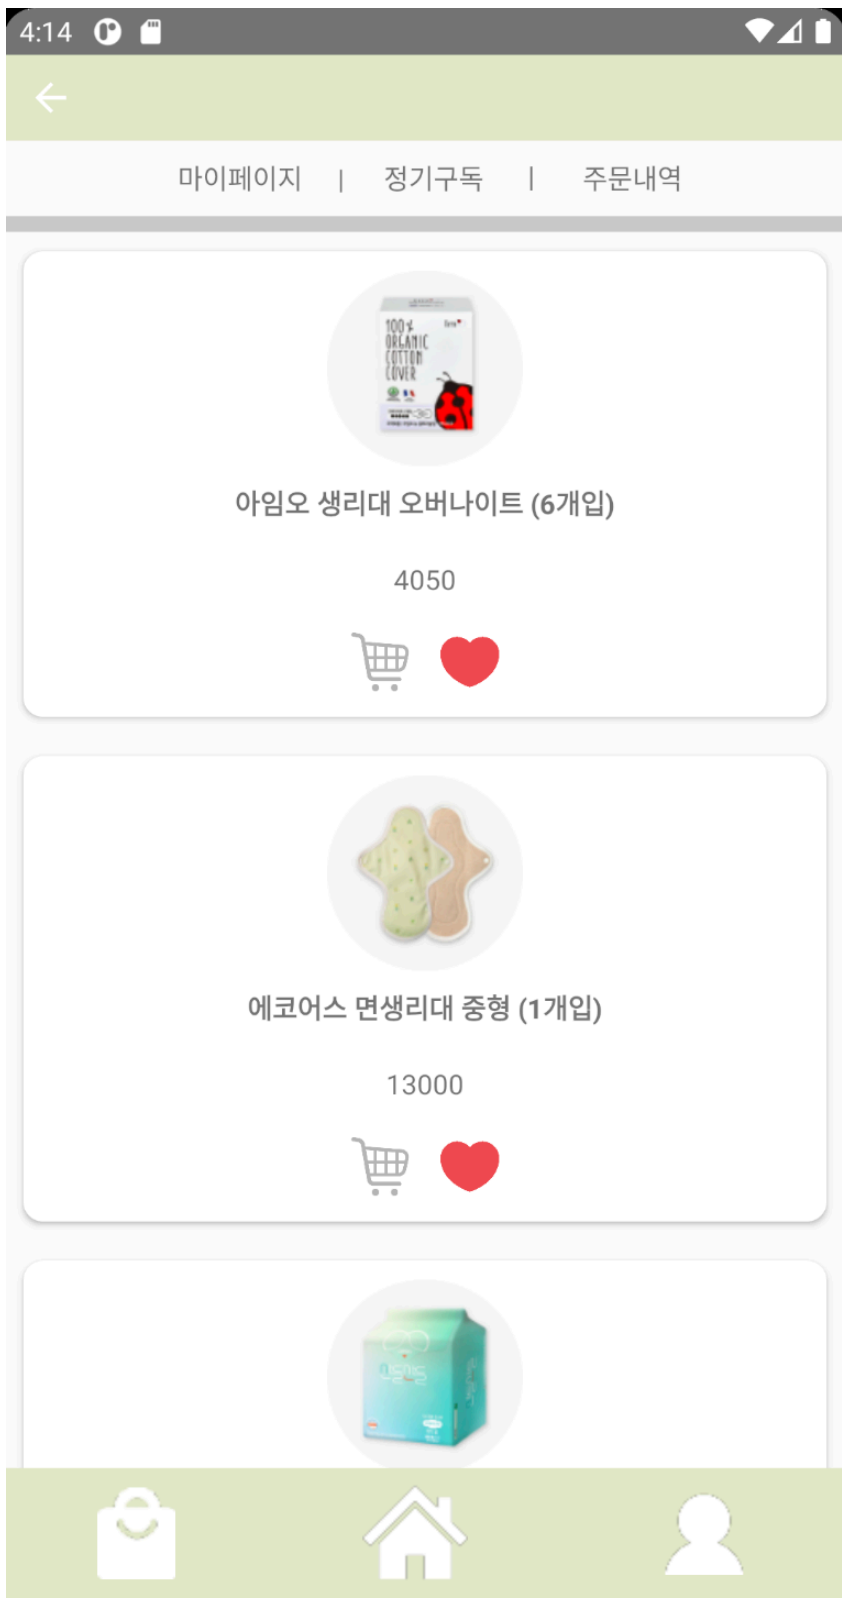 4:14
마이페이지 | 정기구독 | 주문내역
100%
ORGANIC
COTTON
COVER
아임오 생리대 오버나이트 (6개입)
4050
에코어스 면생리대 중형 (1개입)
13000